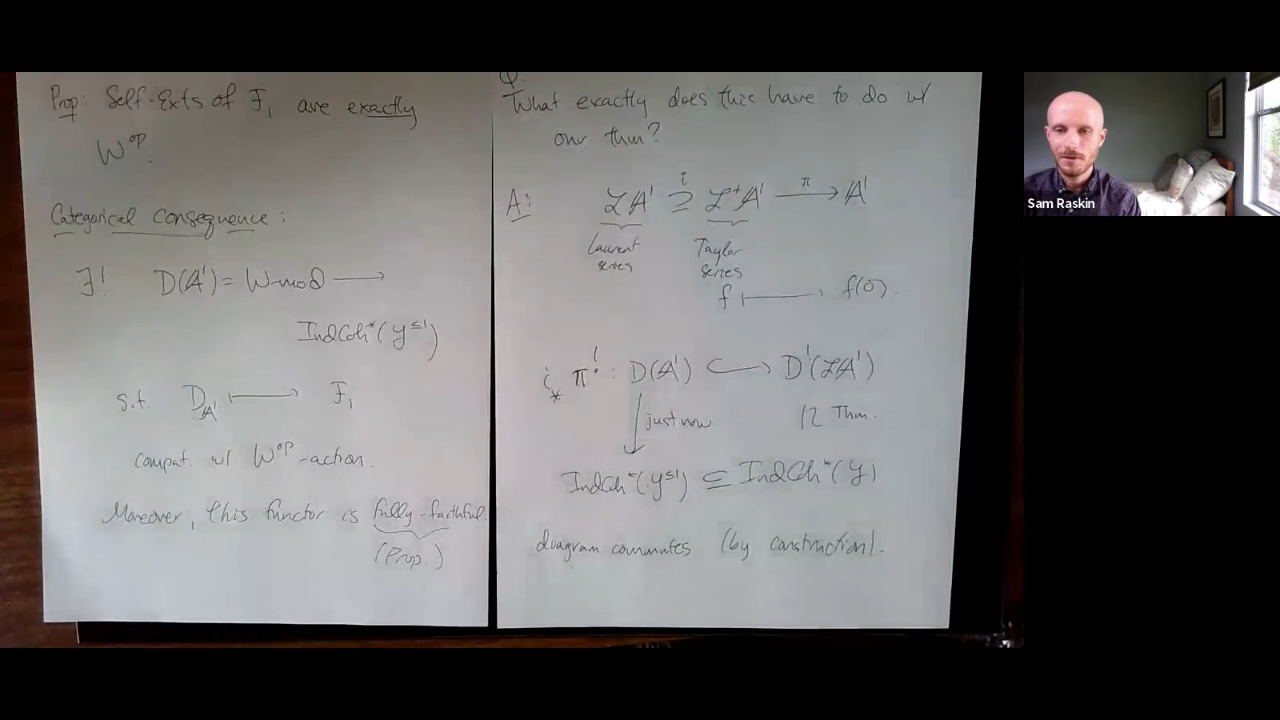 Prop: Self-Exts of F₁ are exactly
W^op.
Categorical Consequence:
∃! D(A¹) = W-mod ⟶
IndCoh*(Y^≤1)
s.t. D_A¹ ⟼ F₁
compat. w/ W^op-action.
Moreover, this functor is fully-faithful.
(Prop.)
Q.
What exactly does this have to do w/
our thm?
A: 𝓛A¹ ⊇ 𝓛⁺A¹ ⟶ A¹
i π
Laurent series
Taylor series
f ⟼ f(0).
i_* π^! : D(A¹) ↪ D^!(𝓛A¹)
↓ just now
≀ Thm.
IndCoh*(Y^≤1) ⊆ IndCoh*(Y)
diagram commutes (by construction).
Sam Raskin